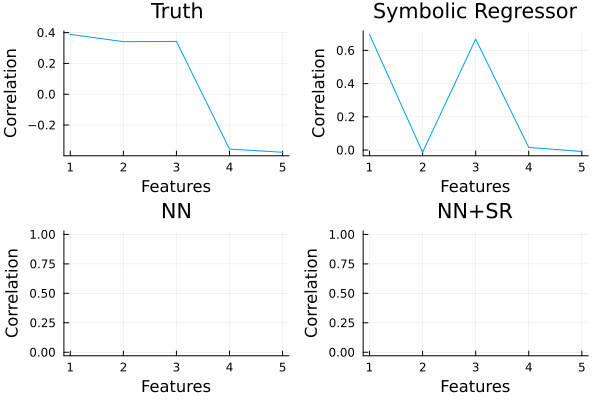 Truth
Correlation
0.4
0.2
0.0
−0.2
1 2 3 4 5
Features
Symbolic Regressor
Correlation
0.6
0.4
0.2
0.0
1 2 3 4 5
Features
NN
Correlation
1.00
0.75
0.50
0.25
0.00
1 2 3 4 5
Features
NN+SR
Correlation
1.00
0.75
0.50
0.25
0.00
1 2 3 4 5
Features